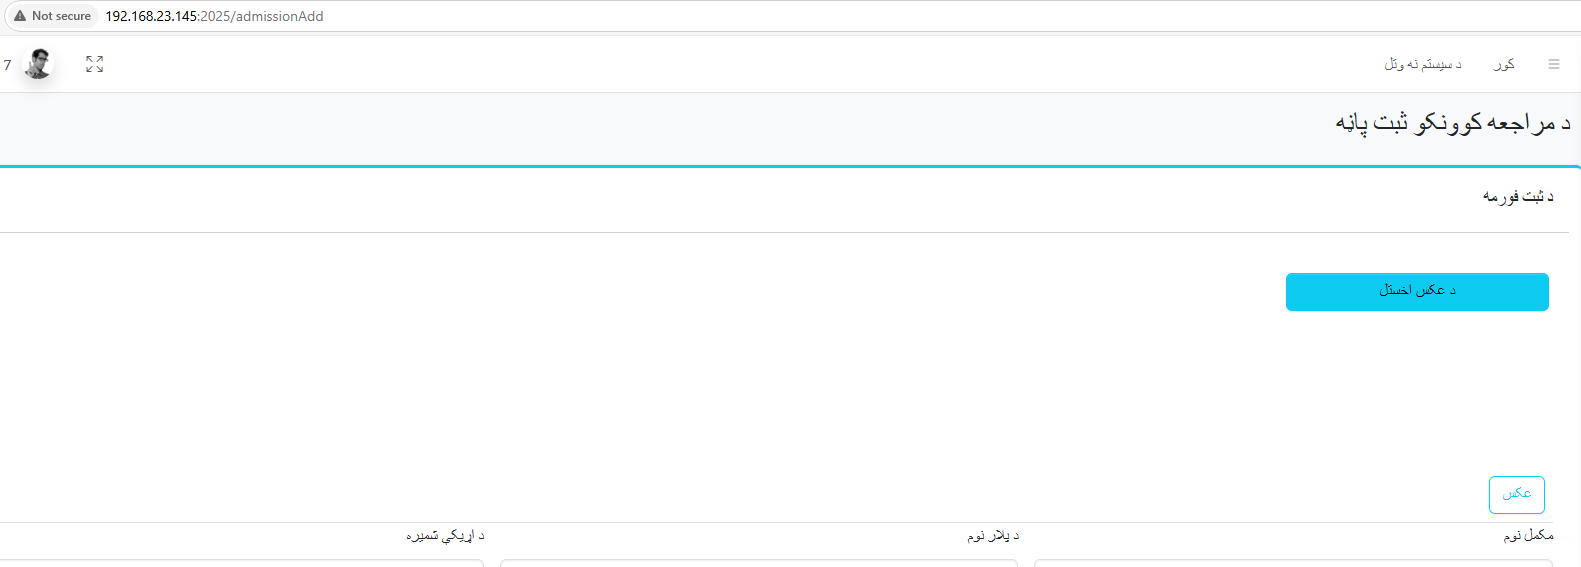 Not secure 192.168.23.145:2025/admissionAdd
کور د سیستم نه وتل 7
د مراجعه کوونکو ثبت پاڼه
د ثبت فورمه
د عکس اخستل
عکس
مکمل نوم د پلار نوم د اړیکې شمیره